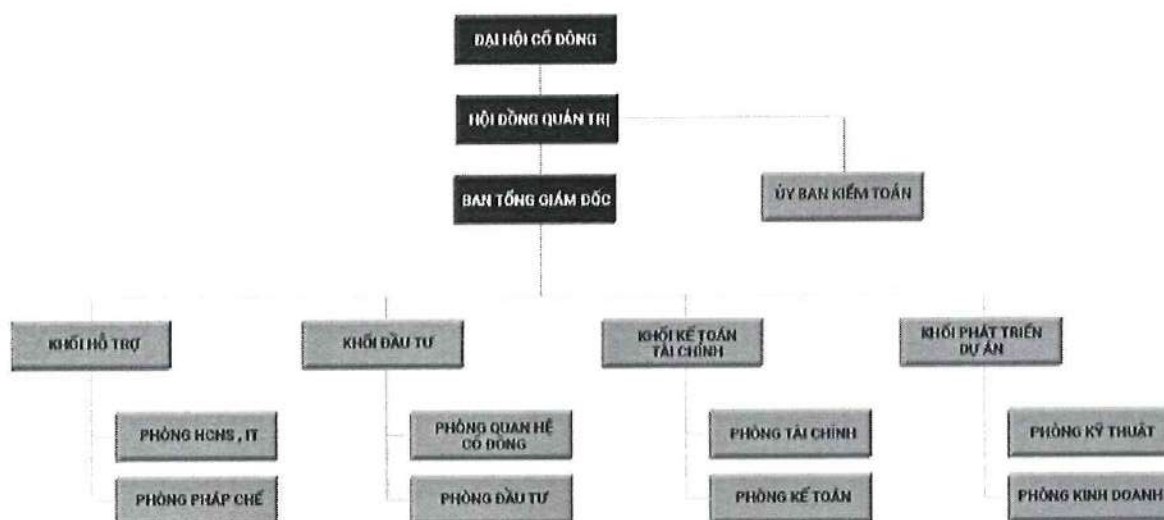 ĐẠI HỘI CỔ ĐÔNG
HỘI ĐỒNG QUẢN TRỊ
BAN TỔNG GIÁM ĐỐC
ỦY BAN KIỂM TOÁN
KHỐI HỖ TRỢ
KHỐI ĐẦU TƯ
KHỐI KẾ TOÁN
TÀI CHÍNH
KHỐI PHÁT TRIỂN
DỰ ÁN
PHÒNG HCNS , IT
PHÒNG QUAN HỆ
CỔ ĐÔNG
PHÒNG TÀI CHÍNH
PHÒNG KỸ THUẬT
PHÒNG PHÁP CHẾ
PHÒNG ĐẦU TƯ
PHÒNG KẾ TOÁN
PHÒNG KINH DOANH